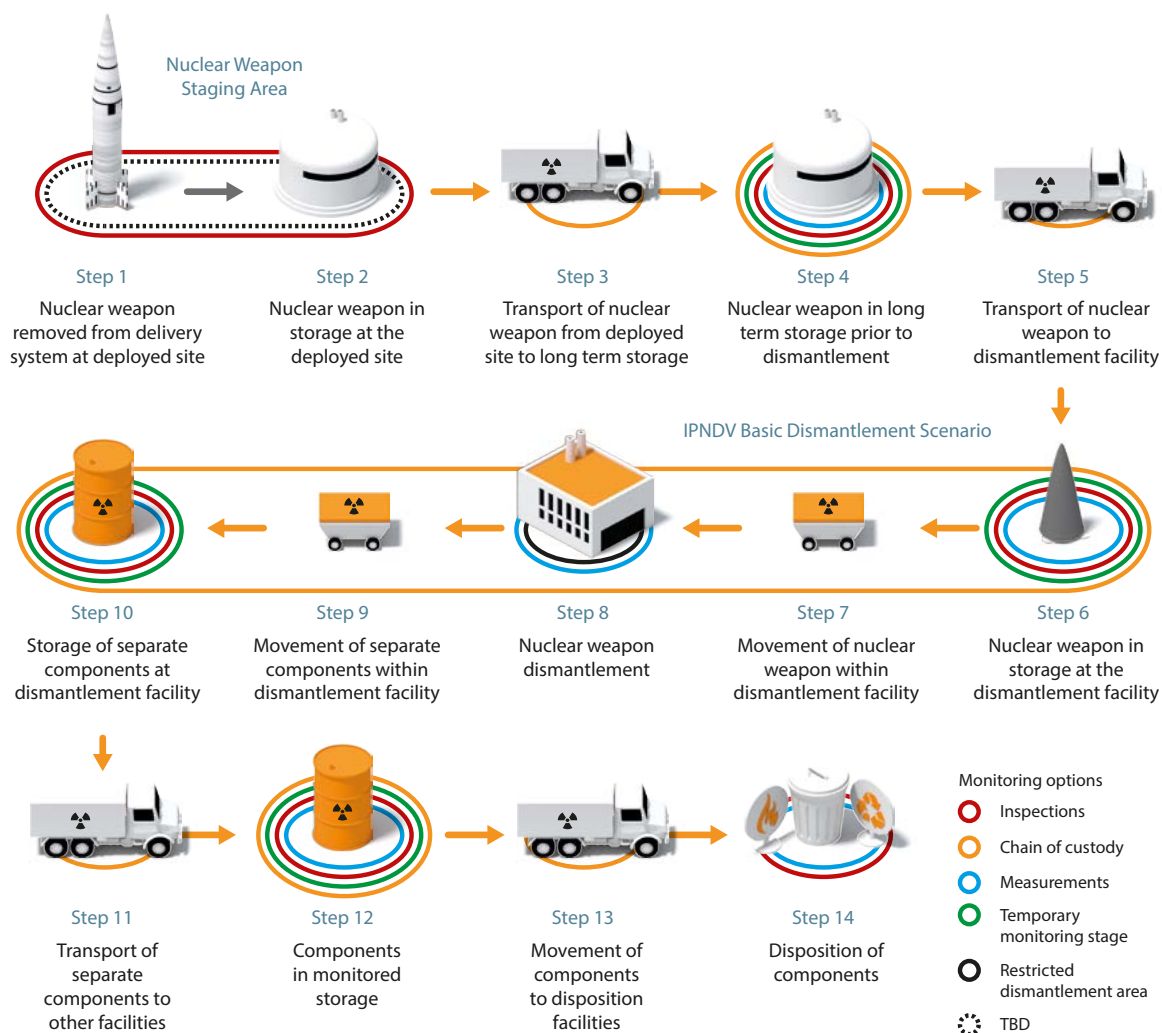 Nuclear Weapon
Staging Area
Step 1
Nuclear weapon
removed from delivery
system at deployed site
Step 2
Nuclear weapon in
storage at the
deployed site
Step 3
Transport of nuclear
weapon from deployed
site to long term storage
Step 4
Nuclear weapon in long
term storage prior to
dismantlement
Step 5
Transport of nuclear
weapon to
dismantlement facility
IPNDV Basic Dismantlement Scenario
Step 10
Storage of separate
components at
dismantlement facility
Step 9
Movement of separate
components within
dismantlement facility
Step 8
Nuclear weapon
dismantlement
Step 7
Movement of nuclear
weapon within
dismantlement facility
Step 6
Nuclear weapon in
storage at the
dismantlement facility
Step 11
Transport of
separate
components to
other facilities
Step 12
Components
in monitored
storage
Step 13
Movement of
components
to disposition
facilities
Step 14
Disposition of
components
Monitoring options
Inspections
Chain of custody
Measurements
Temporary
monitoring stage
Restricted
dismantlement area
TBD